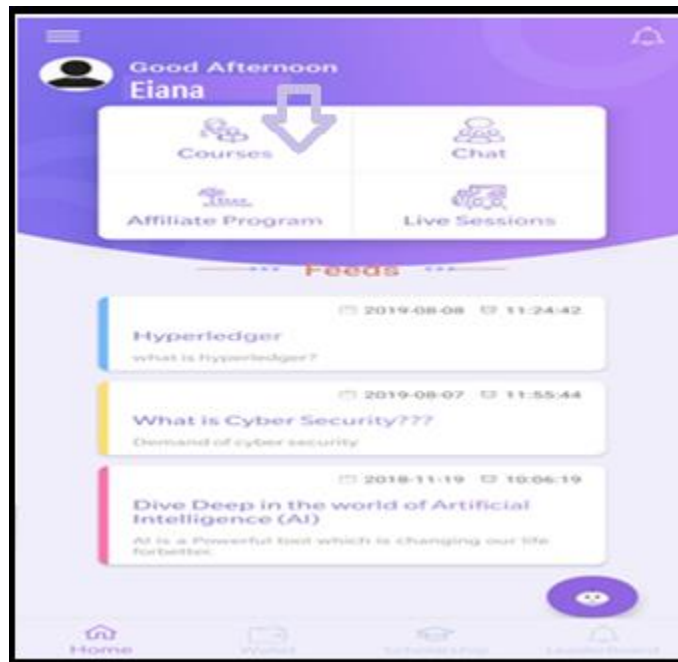 Good Afternoon
Eiana
Courses
Chat
Affiliate Program
Live Sessions
Feeds
2019-08-08 11:24:42
Hyperledger
what is hyperledger?
2019-08-07 11:55:44
What is Cyber Security???
Demand of cyber security
2018-11-19 10:06:19
Dive Deep in the world of Artificial
Intelligence (AI)
AI is a Powerful tool which is changing our life
forbetter.
Home
Wallet
Scholarship
LeaderBoard